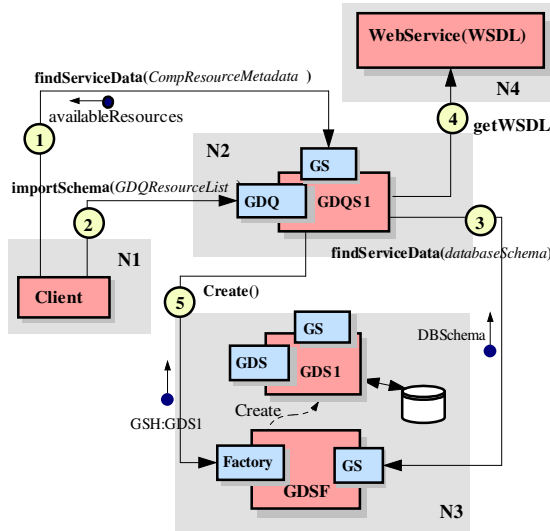 WebService(WSDL)
N4
findServiceData(CompResourceMetadata )
availableResources
1
4
getWSDL
N2
GS
importSchema(GDQResourceList )
GDQ
GDQS1
2
3
N1
findServiceData(databaseSchema)
Client
5
Create()
GS
DBSchema
GDS
GDS1
Create
GSH:GDS1
Factory
GS
GDSF
N3